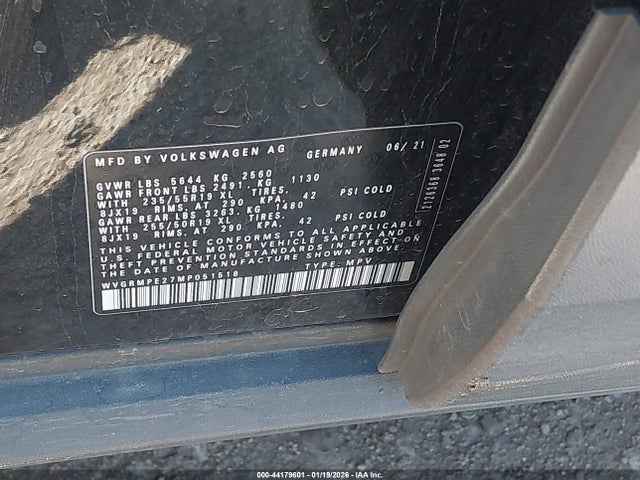 MFD BY VOLKSWAGEN AG GERMANY 06/21
GVWR LBS 5644 KG 2560
GAWR FRONT LBS 2491 KG 1130
WITH 235/55R19 XL TIRES,
8JX19 RIMS, AT 290 KPA, 42 PSI COLD
GAWR REAR LBS 3263 KG 1480
WITH 255/50R19 XL TIRES,
8JX19 RIMS, AT 290 KPA, 42 PSI COLD
THIS VEHICLE CONFORMS TO ALL APPLICABLE
U.S. FEDERAL MOTOR VEHICLE SAFETY AND
THEFT PREVENTION STANDARDS IN EFFECT ON
THE DATE OF MANUFACTURE SHOWN ABOVE.
WVGRMPE27MP051518 TYPE: MPV
2126368 3648 02
000-44179601 - 01/19/2026 - IAA Inc.